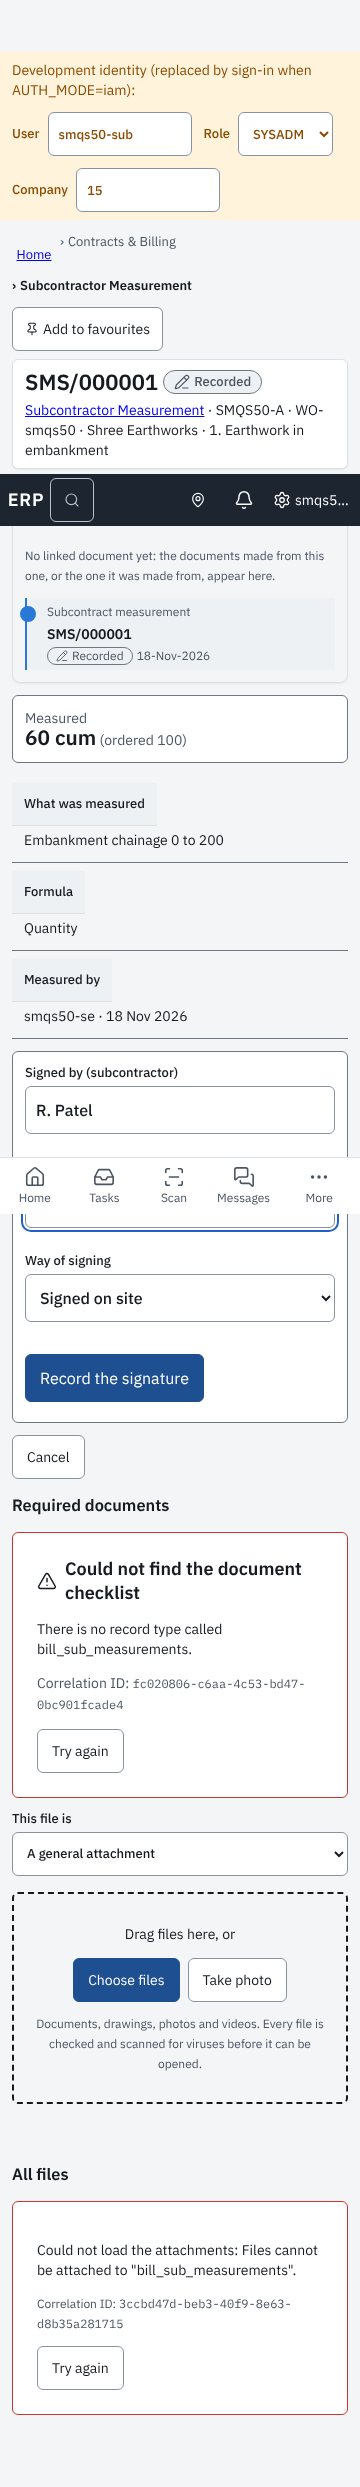 Development identity (replaced by sign-in when
AUTH_MODE=iam):
User smqs50-sub Role SYSADM
Company 15
Home › Contracts & Billing
› Subcontractor Measurement
Add to favourites
SMS/000001 Recorded
Subcontractor Measurement · SMQS50-A · WO-
smqs50 · Shree Earthworks · 1. Earthwork in
embankment
ERP smqs5...
No linked document yet: the documents made from this
one, or the one it was made from, appear here.
Subcontract measurement
SMS/000001
Recorded 18-Nov-2026
Measured
60 cum (ordered 100)
What was measured
Embankment chainage 0 to 200
Formula
Quantity
Measured by
smqs50-se · 18 Nov 2026
Signed by (subcontractor)
R. Patel
Home Tasks Scan Messages More
Way of signing
Signed on site
Record the signature
Cancel
Required documents
Could not find the document
checklist
There is no record type called
bill_sub_measurements.
Correlation ID: fc020806-c6aa-4c53-bd47-
0bc901fcade4
Try again
This file is
A general attachment
Drag files here, or
Choose files Take photo
Documents, drawings, photos and videos. Every file is
checked and scanned for viruses before it can be
opened.
All files
Could not load the attachments: Files cannot
be attached to "bill_sub_measurements".
Correlation ID: 3ccbd47d-beb3-40f9-8e63-
d8b35a281715
Try again